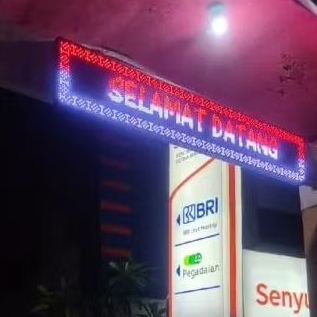 SELAMAT DATANG
BRI
Pegadaian
Senyu